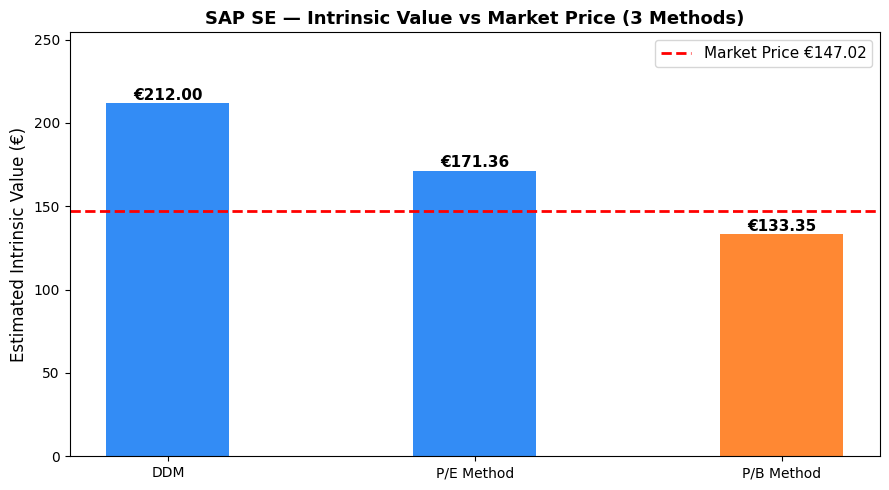 SAP SE — Intrinsic Value vs Market Price (3 Methods)
Market Price €147.02
Estimated Intrinsic Value (€)
250
200
150
100
50
0
€212.00
€171.36
€133.35
DDM
P/E Method
P/B Method